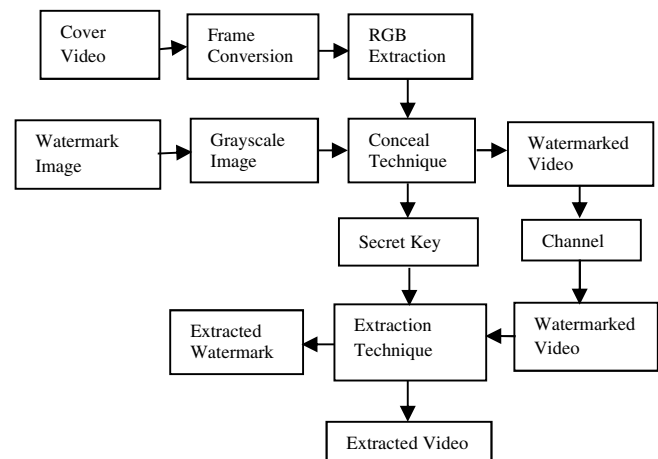 Cover
Video
Frame
Conversion
RGB
Extraction
Watermark
Image
Grayscale
Image
Conceal
Technique
Watermarked
Video
Secret Key
Channel
Extracted
Watermark
Extraction
Technique
Watermarked
Video
Extracted Video